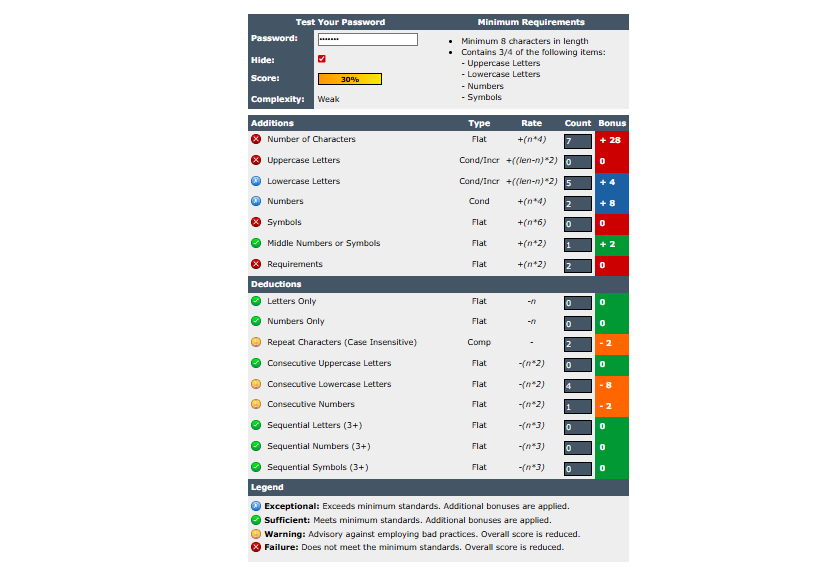 Test Your Password Minimum Requirements
Password: •••••••
• Minimum 8 characters in length
• Contains 3/4 of the following items:
Hide:
- Uppercase Letters
- Lowercase Letters
Score: 30%
- Numbers
- Symbols
Complexity: Weak
Additions Type Rate Count Bonus
Number of Characters Flat +(n*4) 7 + 28
Uppercase Letters Cond/Incr +((len-n)*2) 0 0
Lowercase Letters Cond/Incr +((len-n)*2) 5 + 4
Numbers Cond +(n*4) 2 + 8
Symbols Flat +(n*6) 0 0
Middle Numbers or Symbols Flat +(n*2) 1 + 2
Requirements Flat +(n*2) 2 0
Deductions
Letters Only Flat -n 0 0
Numbers Only Flat -n 0 0
Repeat Characters (Case Insensitive) Comp - 2 - 2
Consecutive Uppercase Letters Flat -(n*2) 0 0
Consecutive Lowercase Letters Flat -(n*2) 4 - 8
Consecutive Numbers Flat -(n*2) 1 - 2
Sequential Letters (3+) Flat -(n*3) 0 0
Sequential Numbers (3+) Flat -(n*3) 0 0
Sequential Symbols (3+) Flat -(n*3) 0 0
Legend
Exceptional: Exceeds minimum standards. Additional bonuses are applied.
Sufficient: Meets minimum standards. Additional bonuses are applied.
Warning: Advisory against employing bad practices. Overall score is reduced.
Failure: Does not meet the minimum standards. Overall score is reduced.